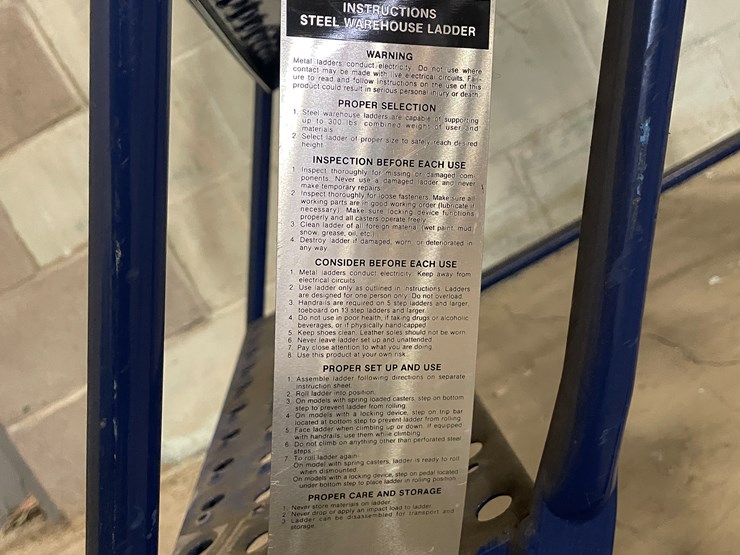 INSTRUCTIONS
STEEL WAREHOUSE LADDER
WARNING
Metal ladders conduct electricity. Do not use where
contact may be made with live electrical circuits. Fail-
ure to read and follow instructions on the use of this
product could result in serious personal injury or death.
PROPER SELECTION
1. Steel warehouse ladders are capable of supporting
up to 300 lbs. combined weight of user and
materials.
2. Select ladder of proper size to safely reach desired
height.
INSPECTION BEFORE EACH USE
1. Inspect thoroughly for missing or damaged com-
ponents. Never use a damaged ladder and never
make temporary repairs.
2. Inspect thoroughly for loose fasteners. Make sure all
working parts are in good working order (lubricate if
necessary). Make sure locking device functions
properly and all casters operate freely.
3. Clean ladder of all foreign material (wet paint, mud,
snow, grease, oil, etc.)
4. Destroy ladder if damaged, worn, or deteriorated in
any way.
CONSIDER BEFORE EACH USE
1. Metal ladders conduct electricity. Keep away from
electrical circuits.
2. Use ladder only as outlined in instructions. Ladders
are designed for one person only. Do not overload.
3. Handrails are required on 5 step ladders and larger,
toeboard on 13 step ladders and larger.
4. Do not use in poor health, if taking drugs or alcoholic
beverages, or if physically handicapped.
5. Keep shoes clean. Leather soles should not be worn.
6. Never leave ladder set up and unattended.
7. Pay close attention to what you are doing.
8. Use this product at your own risk.
PROPER SET UP AND USE
1. Assemble ladder following directions on separate
instruction sheet.
2. Roll ladder into position.
3. On models with spring loaded casters, step on bottom
step to prevent ladder from rolling.
4. On models with a locking device, step on trip bar
located at bottom step to prevent ladder from rolling.
5. Face ladder when climbing up or down. If equipped
with handrails, use them while climbing.
6. Do not climb on anything other than perforated steel
steps.
7. To roll ladder again:
On model with spring casters, ladder is ready to roll
when dismounted.
On models with a locking device, step on pedal located
under bottom step to place ladder in rolling position.
PROPER CARE AND STORAGE
1. Never store materials on ladder.
2. Never drop or apply an impact load to ladder.
3. Ladder can be disassembled for transport and
storage.